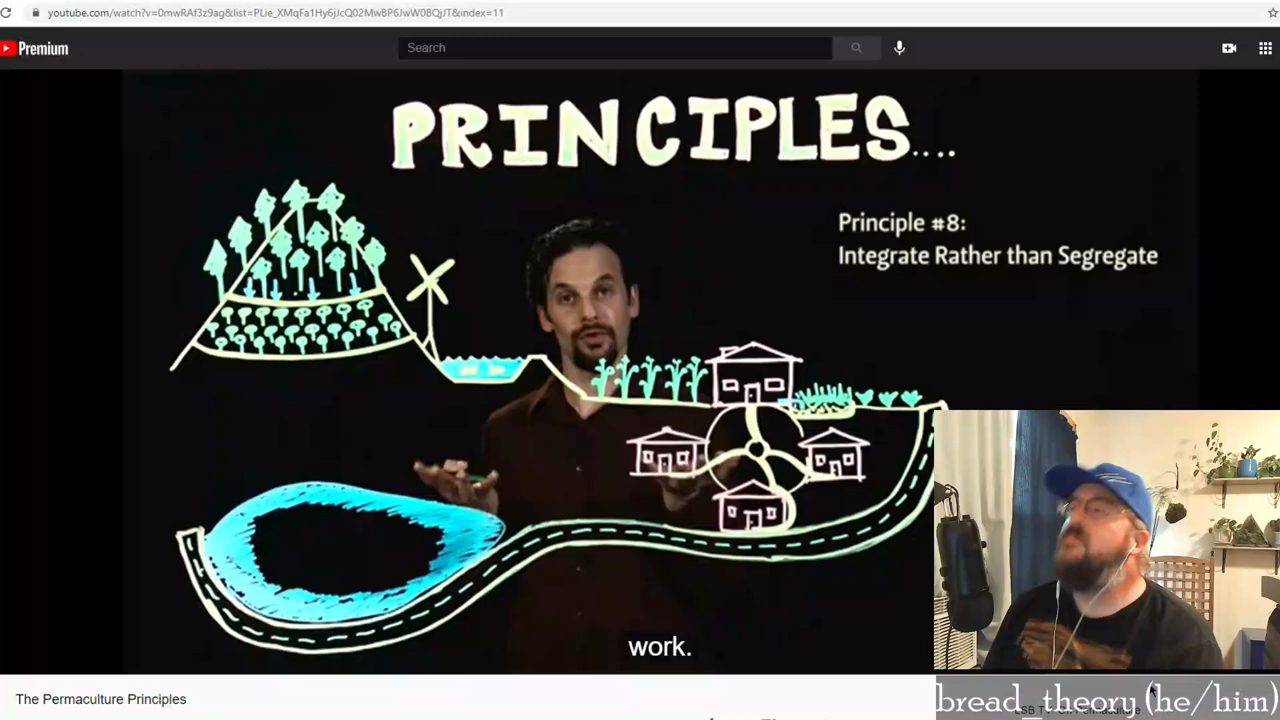 youtube.com/watch?v=0mwRAf3z9ag&list=PLie_XMqFa1Hy6jJcQ02MwBP6JwW0BQjJT&index=11
Premium
Search
PRINCIPLES....
Principle #8:
Integrate Rather than Segregate
work.
The Permaculture Principles
bread_theory (he/him)